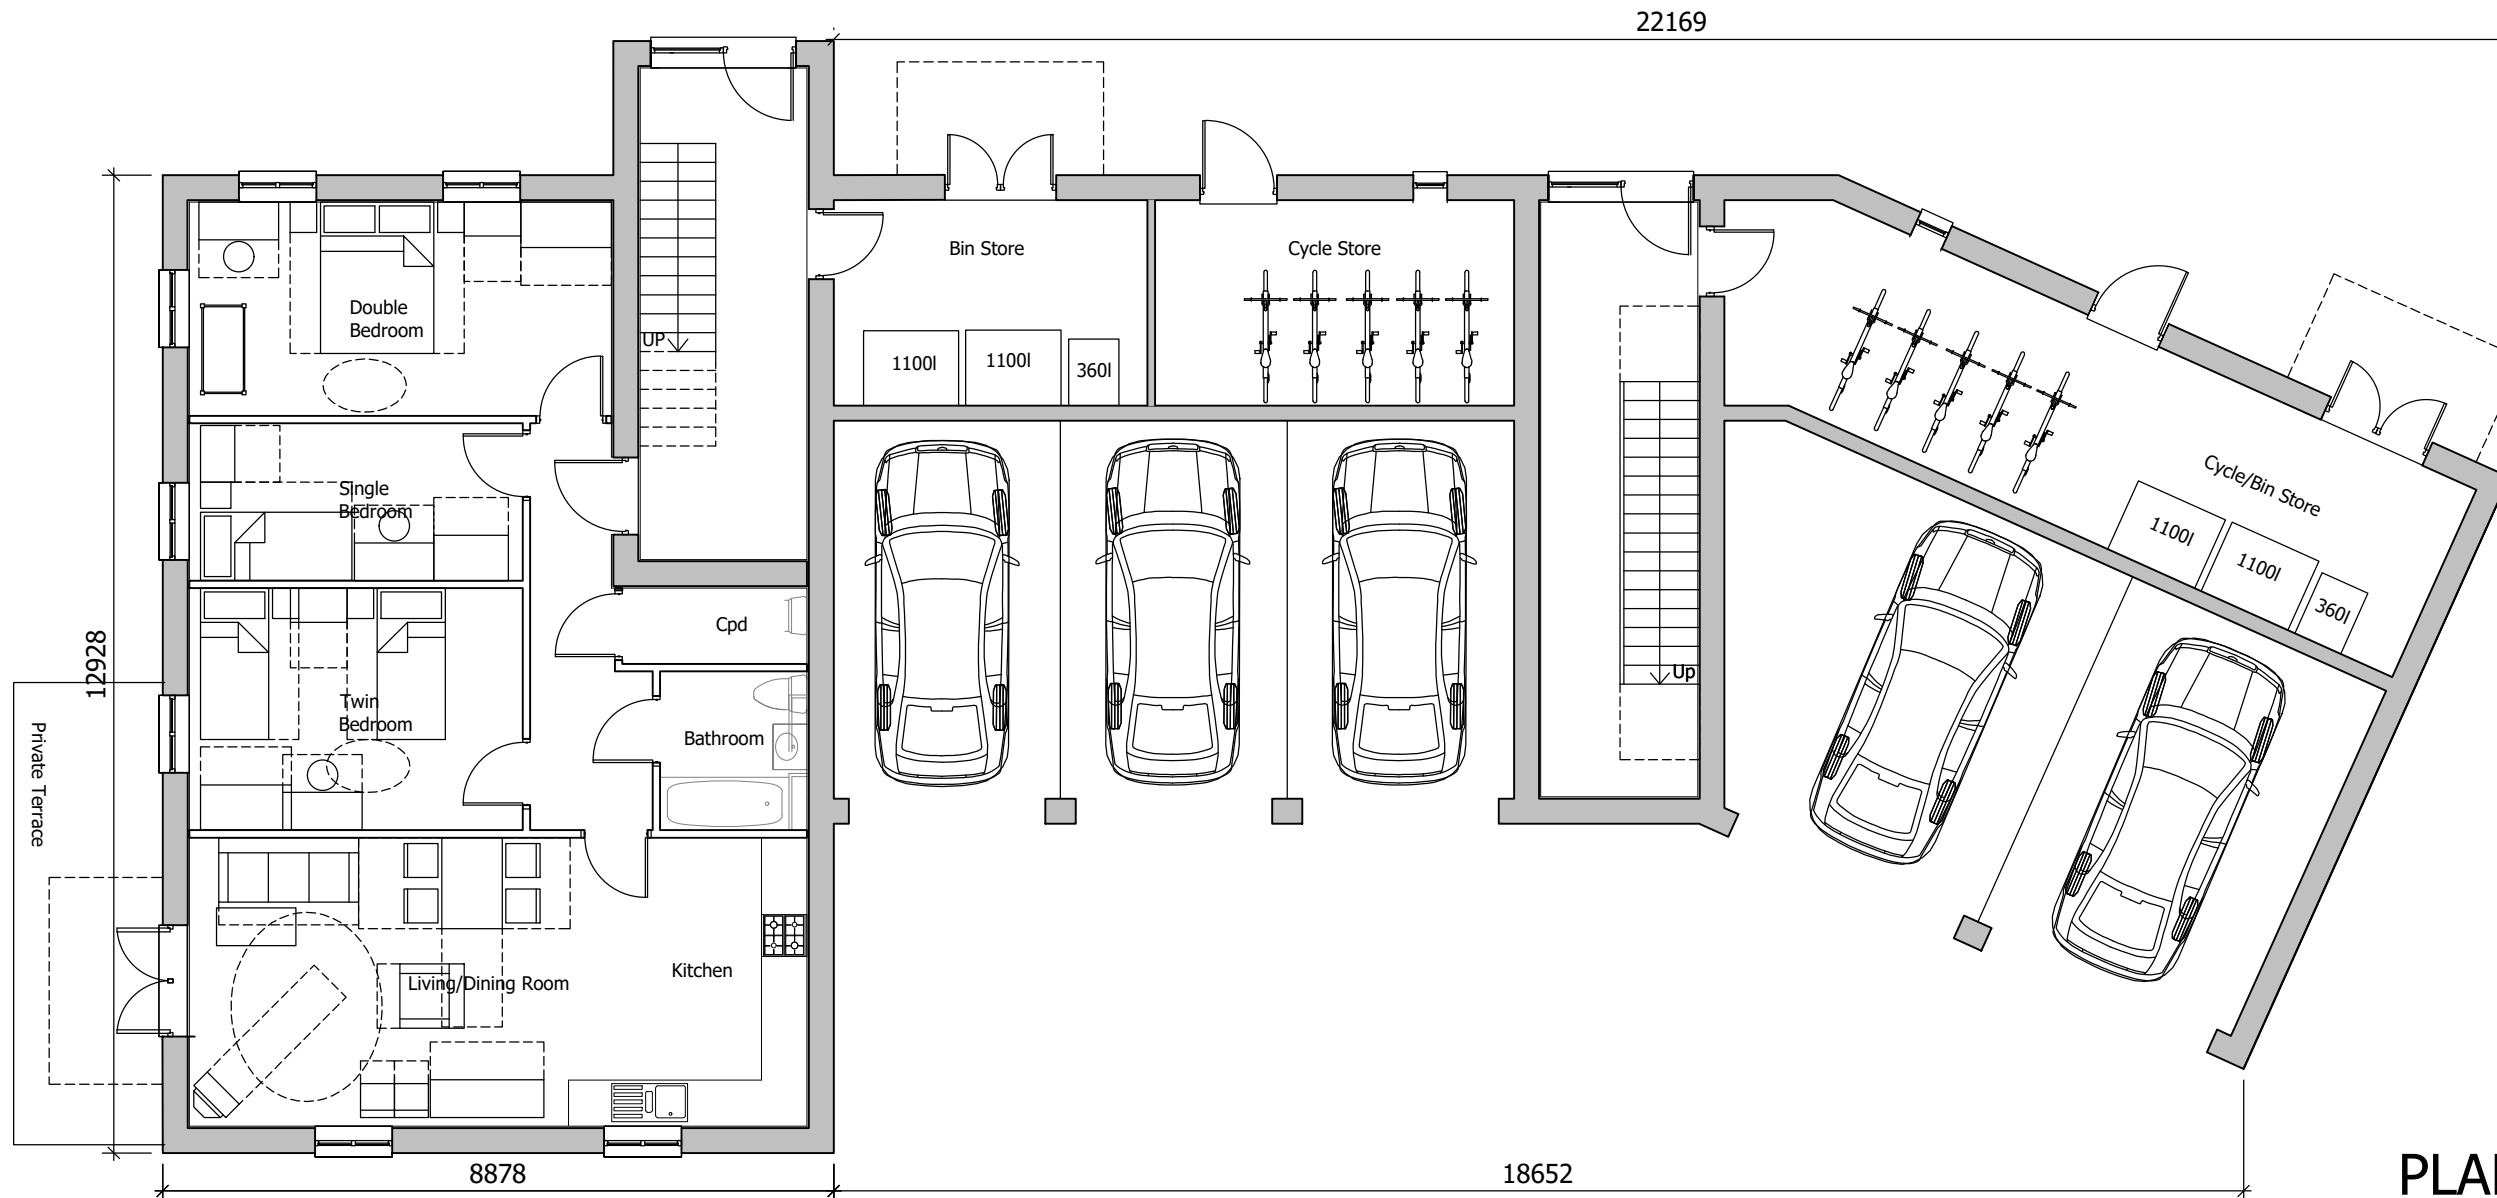 22169
Bin Store
Cycle Store
Double
Bedroom
UP
1100l
1100l
360l
Single
Bedroom
Cycle/Bin Store
1100l
1100l
360l
Cpd
12928
Up
Twin
Bedroom
Bathroom
Private Terrace
Living/Dining Room
Kitchen
8878
18652